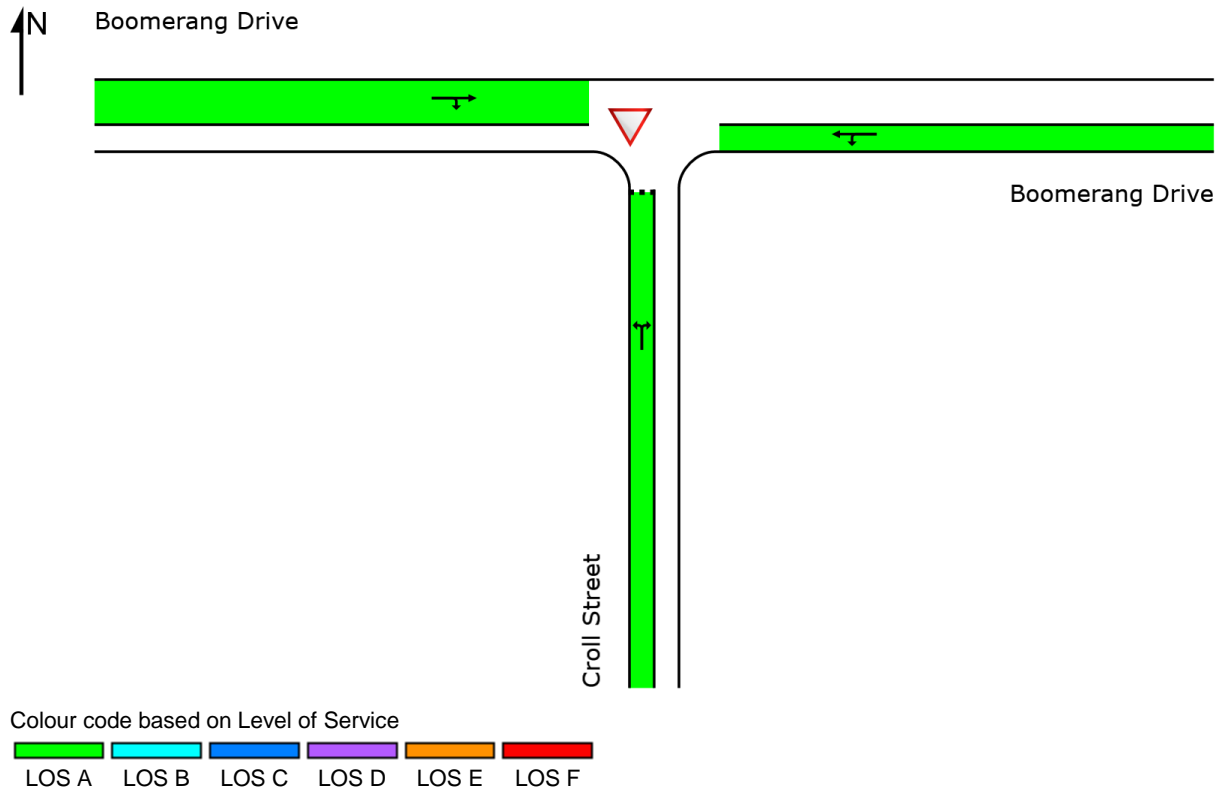 N
Boomerang Drive
Boomerang Drive
Croll Street
Colour code based on Level of Service
LOS A LOS B LOS C LOS D LOS E LOS F